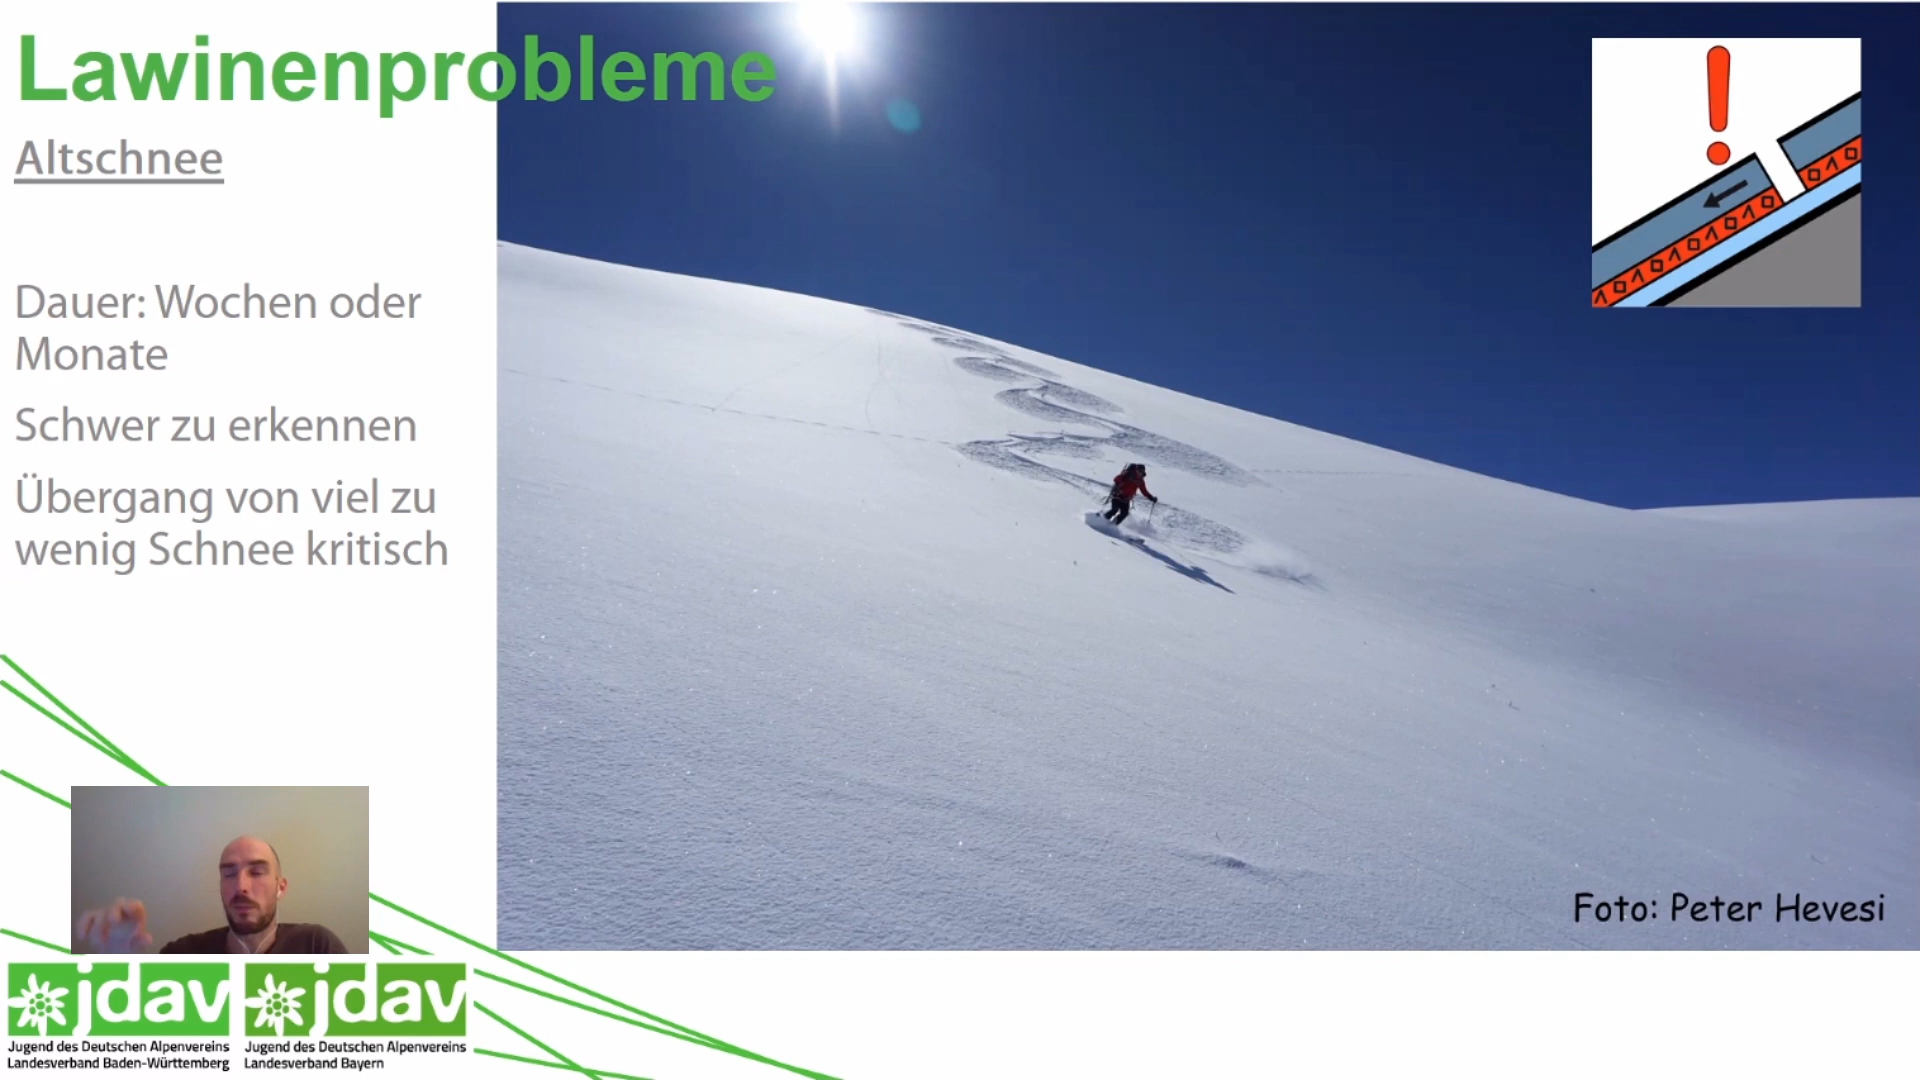 Lawinenprobleme
Altschnee
Dauer: Wochen oder
Monate
Schwer zu erkennen
Übergang von viel zu
wenig Schnee kritisch
Foto: Peter Hevesi
jdav
Jugend des Deutschen Alpenvereins
Landesverband Baden-Württemberg
jdav
Jugend des Deutschen Alpenvereins
Landesverband Bayern